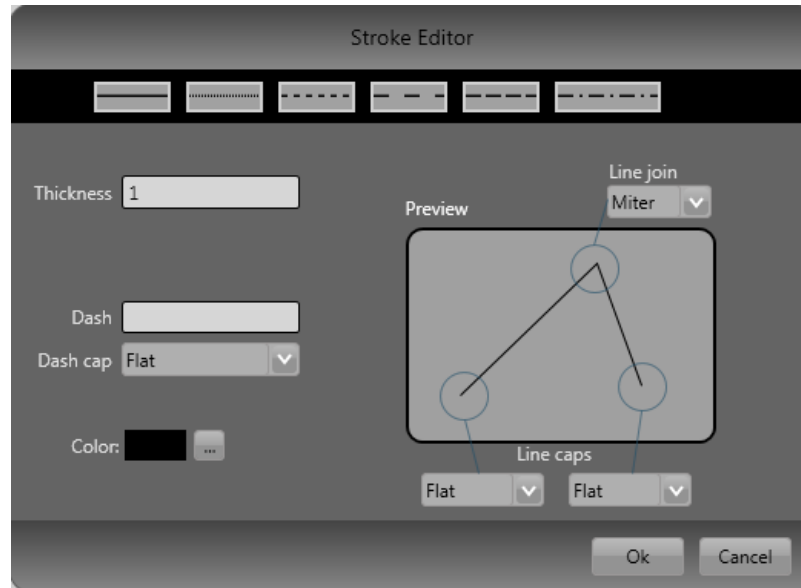 Stroke Editor
Line join
Thickness 1
Miter
Preview
Dash
Dash cap Flat
Color: ...
Line caps
Flat Flat
Ok Cancel